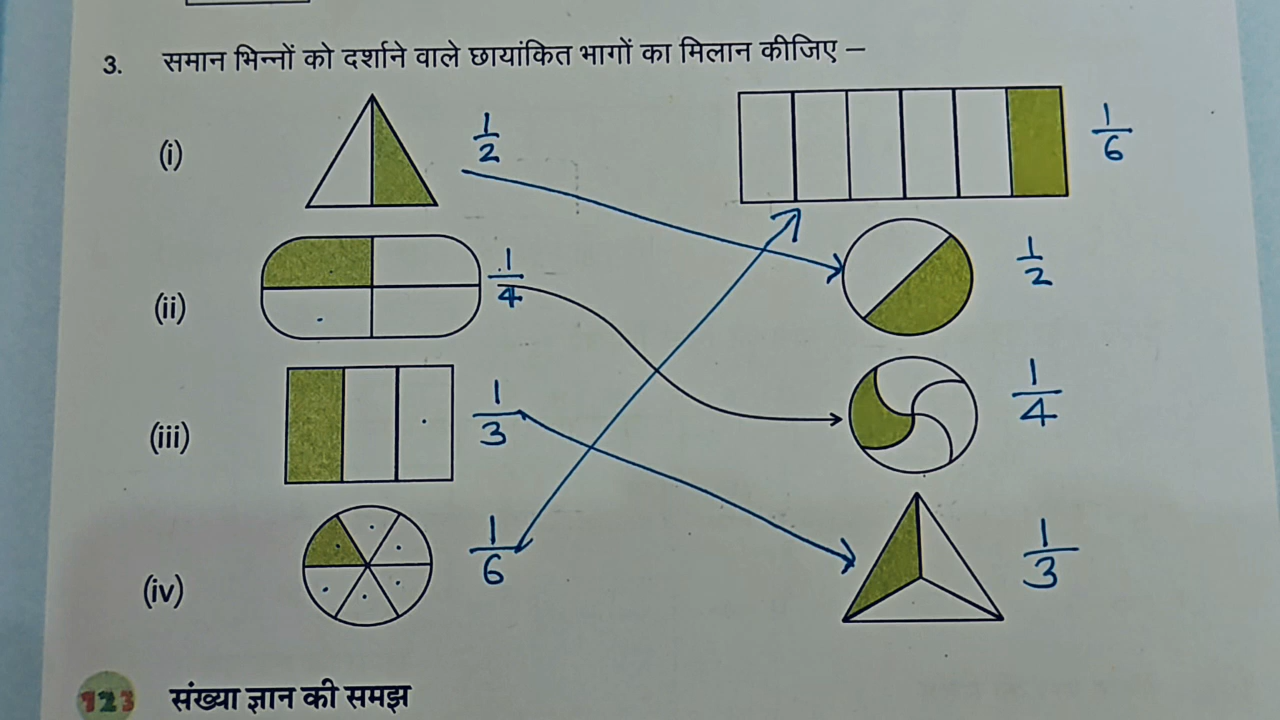 3. समान भिन्नों को दर्शाने वाले छायांकित भागों का मिलान कीजिए –
(i) 1/2 1/6
(ii) 1/4 1/2
(iii) 1/3 1/4
(iv) 1/6 1/3
123 संख्या ज्ञान की समझ